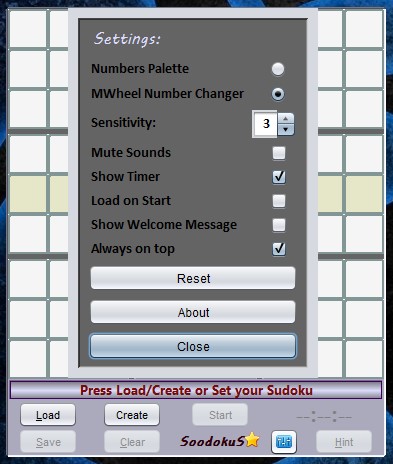 Settings:
Numbers Palette
MWheel Number Changer
Sensitivity: 3
Mute Sounds
Show Timer
Load on Start
Show Welcome Message
Always on top
Reset
About
Close
Press Load/Create or Set your Sudoku
Load Create Start --:--:--
Save Clear SoodokuS Hint